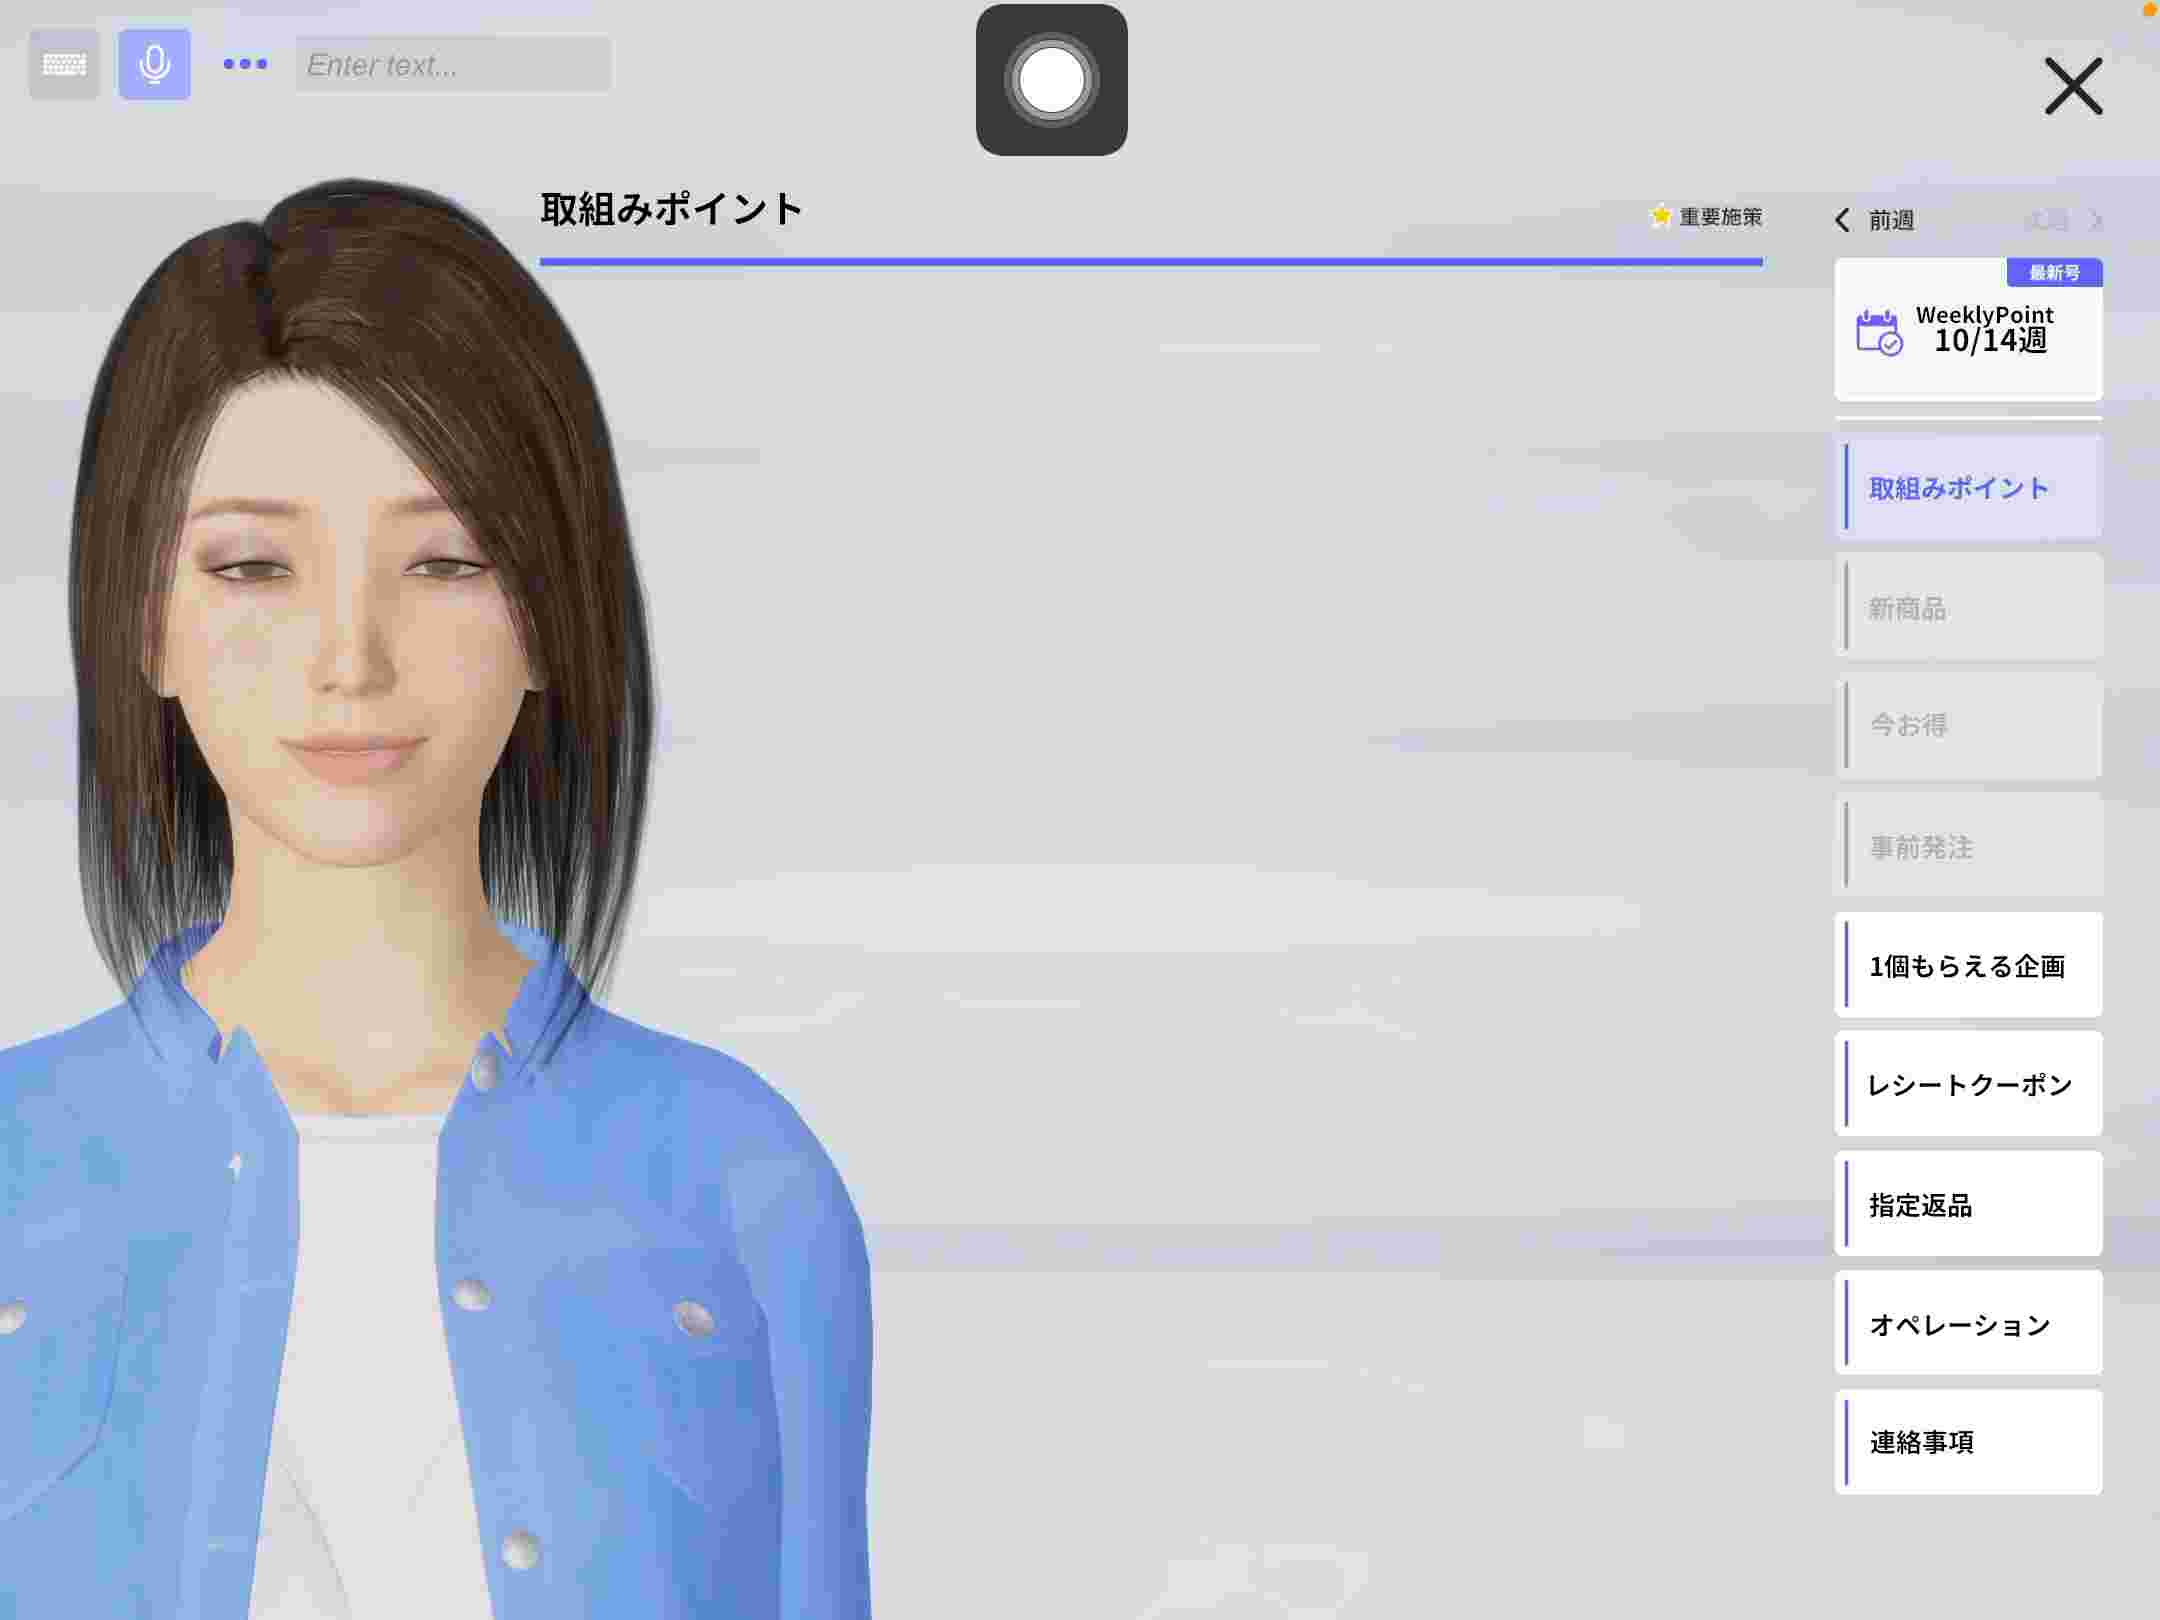 Enter text...
取組みポイント
重要施策
前週
次週
最新号
WeeklyPoint
10/14週
取組みポイント
新商品
今お得
事前発注
1個もらえる企画
レシートクーポン
指定返品
オペレーション
連絡事項